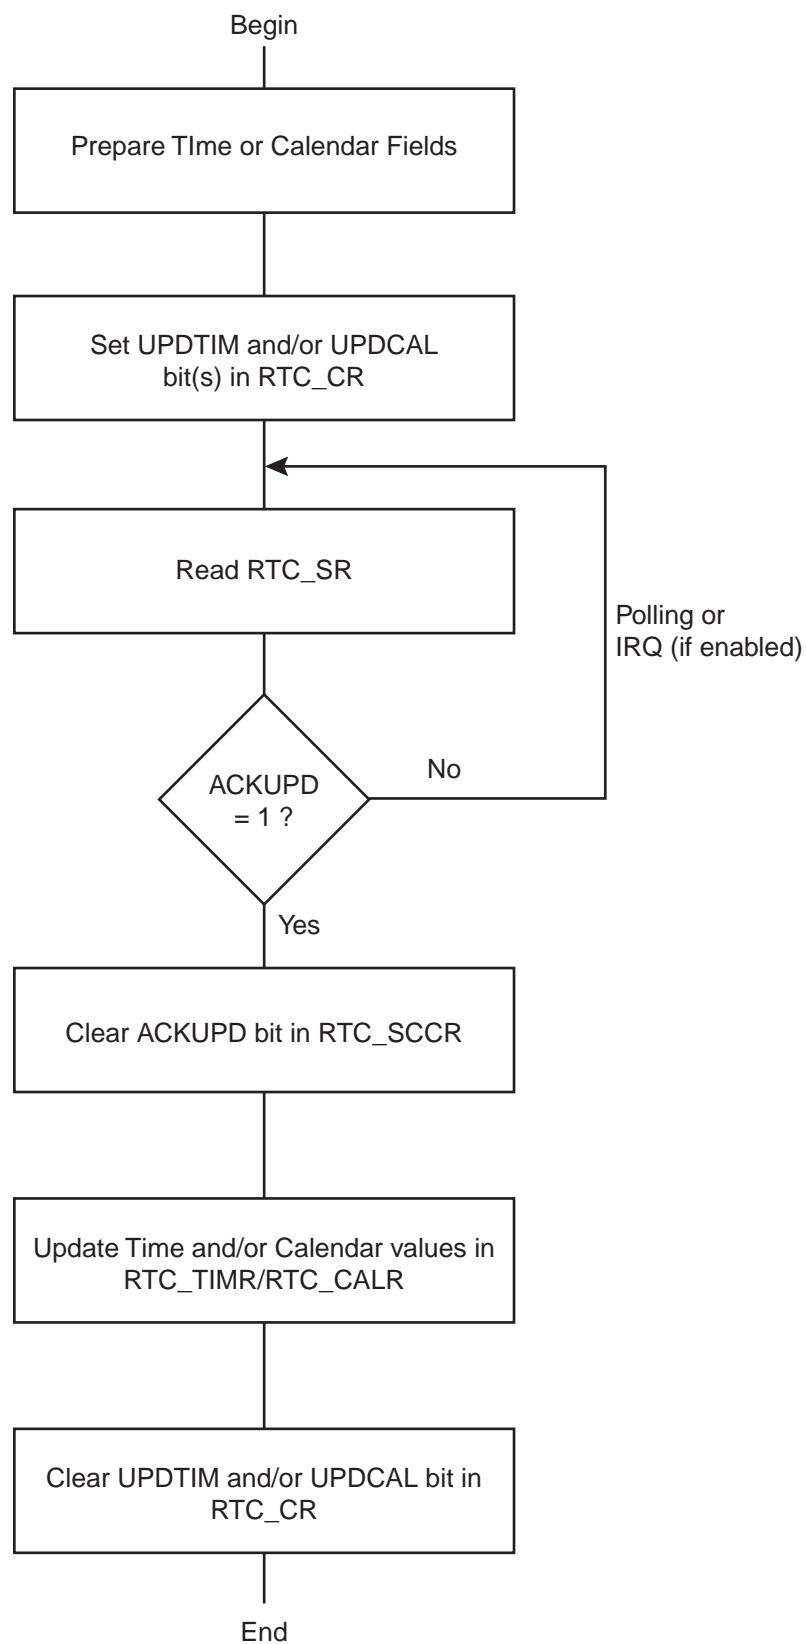 Begin
Prepare TIme or Calendar Fields
Set UPDTIM and/or UPDCAL
bit(s) in RTC_CR
Read RTC_SR
Polling or
IRQ (if enabled)
ACKUPD
= 1 ?
No
Yes
Clear ACKUPD bit in RTC_SCCR
Update Time and/or Calendar values in
RTC_TIMR/RTC_CALR
Clear UPDTIM and/or UPDCAL bit in
RTC_CR
End